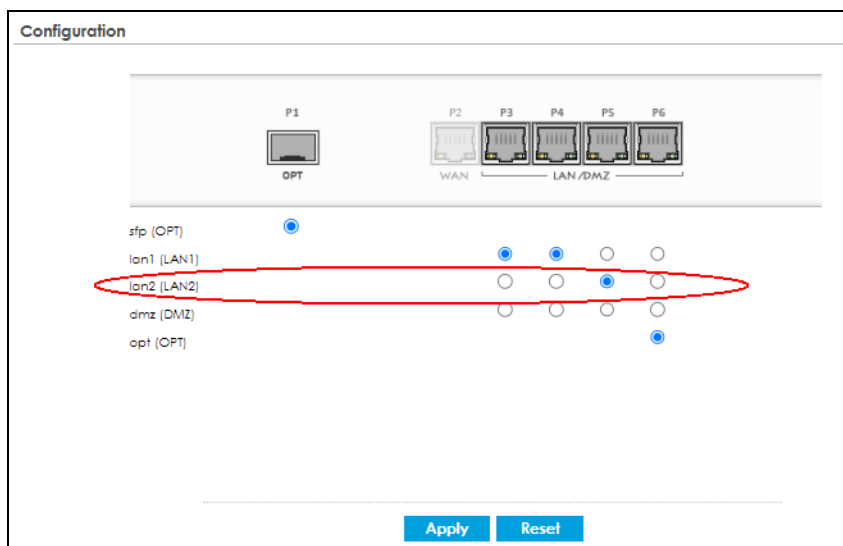 Configuration
P1 P2 P3 P4 P5 P6
OPT WAN LAN /DMZ
sfp (OPT)
lan1 (LAN1)
lan2 (LAN2)
dmz (DMZ)
opt (OPT)
Apply Reset